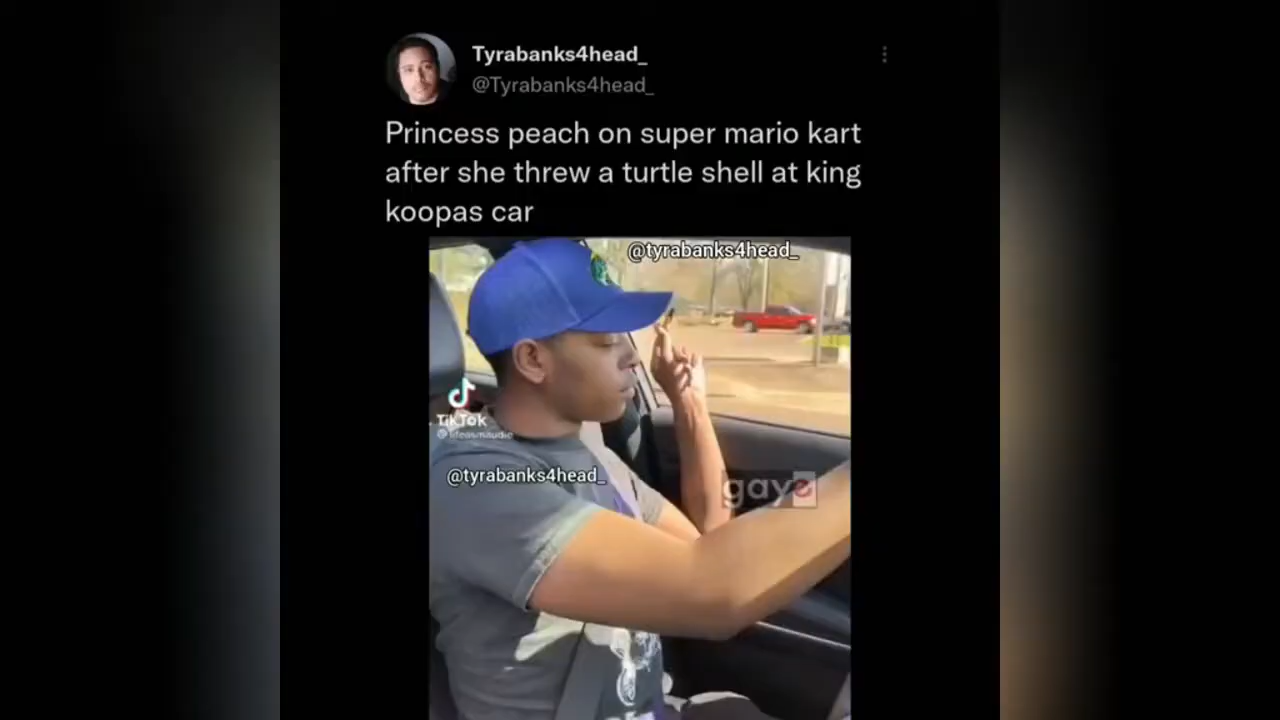 Tyrabanks4head_
@Tyrabanks4head_
Princess peach on super mario kart
after she threw a turtle shell at king
koopas car
@tyrabanks4head_
TikTok
@tyrabanks4head_
gayo